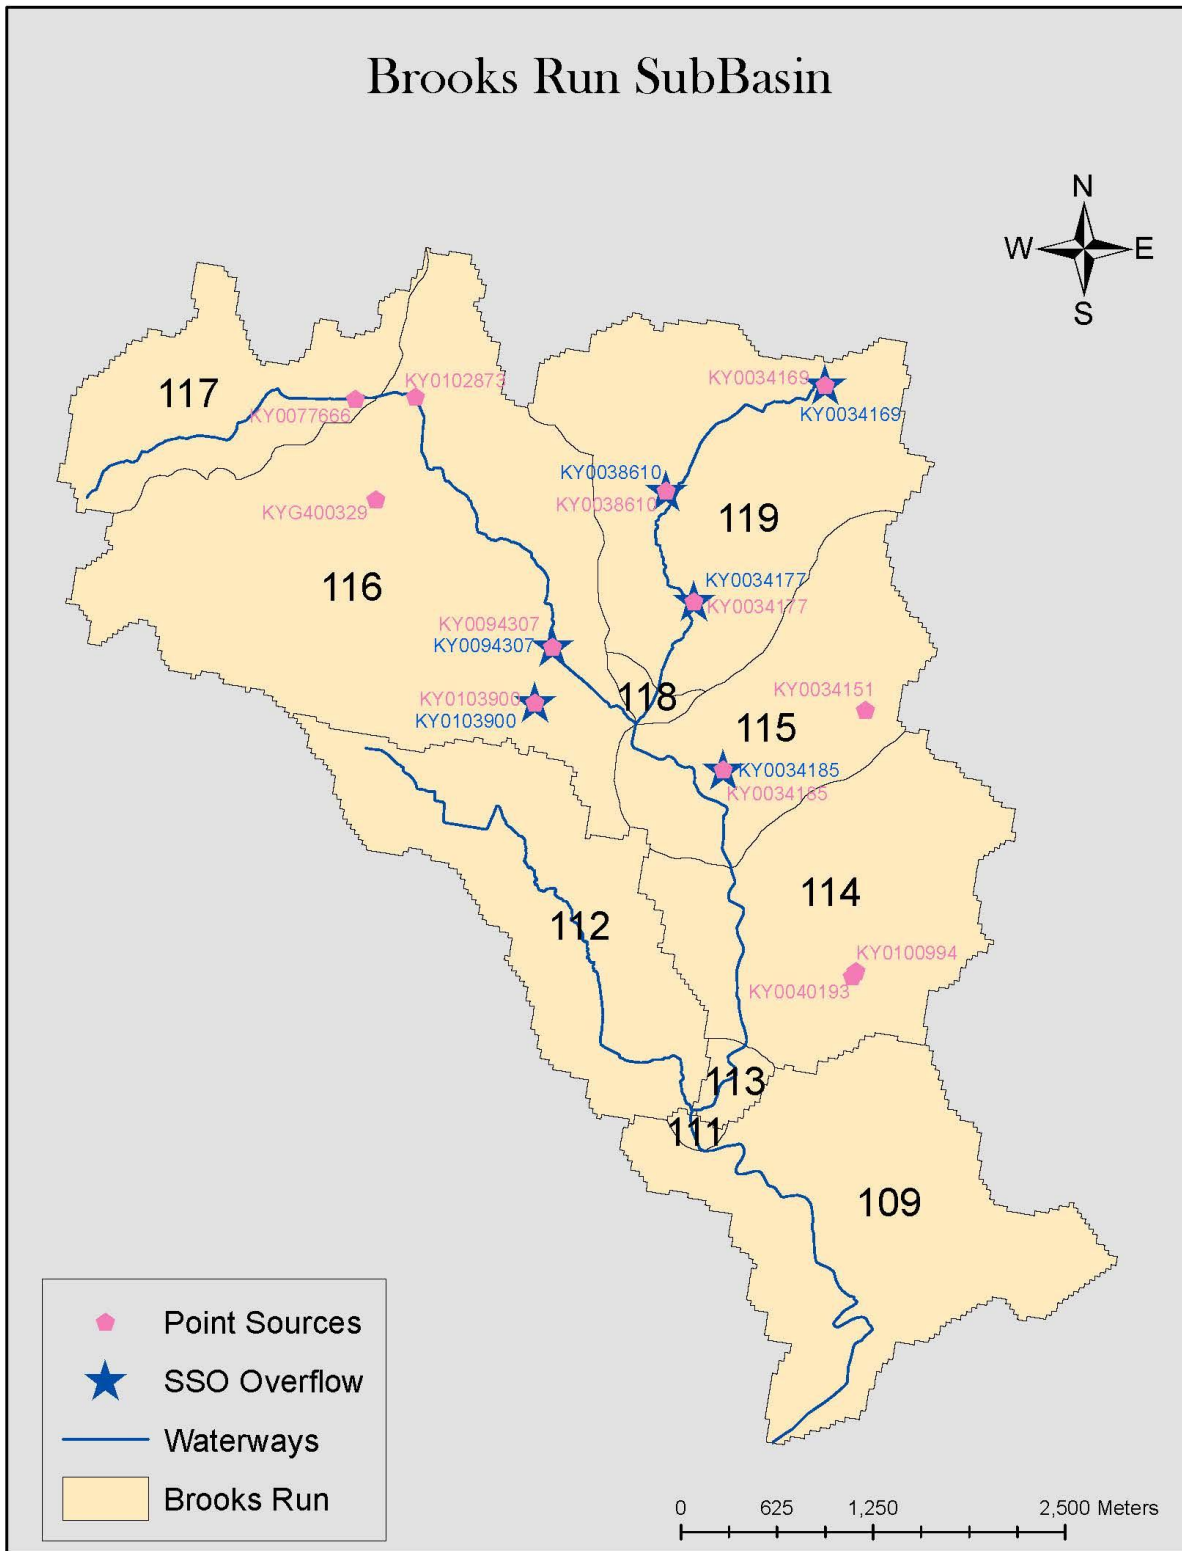 Brooks Run SubBasin
N
W
E
S
117
KY0102873
KY0077666
KY0034169
KY0034169
KY0038610
KY0038610
KYG400329
119
116
KY0034177
KY0034177
KY0094307
KY0094307
KY0103900
KY0103900
118
KY0034151
115
KY0034185
KY0034185
114
112
KY0100994
KY0040193
113
111
109
Point Sources
SSO Overflow
Waterways
Brooks Run
0 625 1,250 2,500 Meters